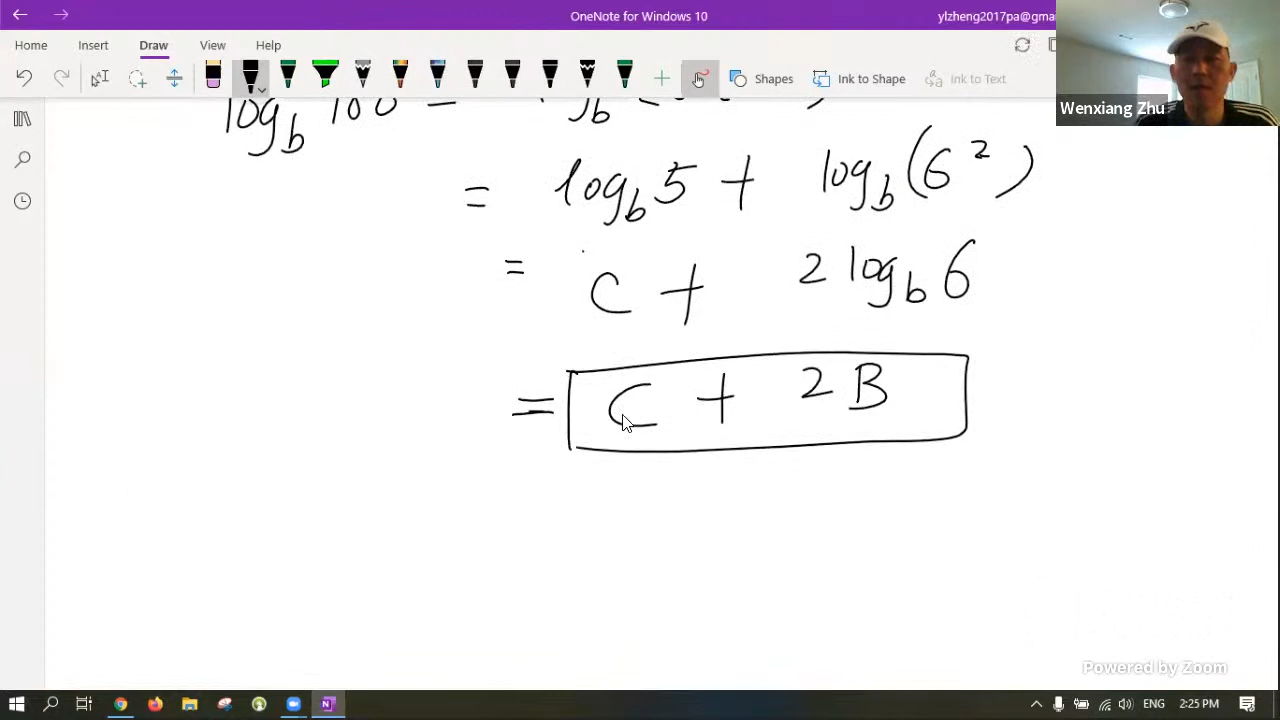 OneNote for Windows 10
ylzheng2017pa@gma
Home Insert Draw View Help
Shapes Ink to Shape Ink to Text
Wenxiang Zhu
log_b
= log_b 5 + log_b (6²)
= C + 2 log_b 6
= C + 2B
Powered by Zoom
ENG 2:25 PM